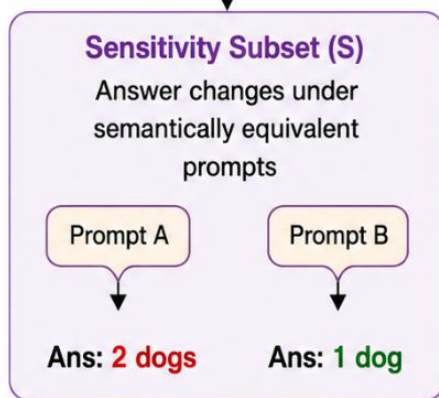 Sensitivity Subset (S)
Answer changes under
semantically equivalent
prompts
Prompt A
Prompt B
Ans: 2 dogs
Ans: 1 dog